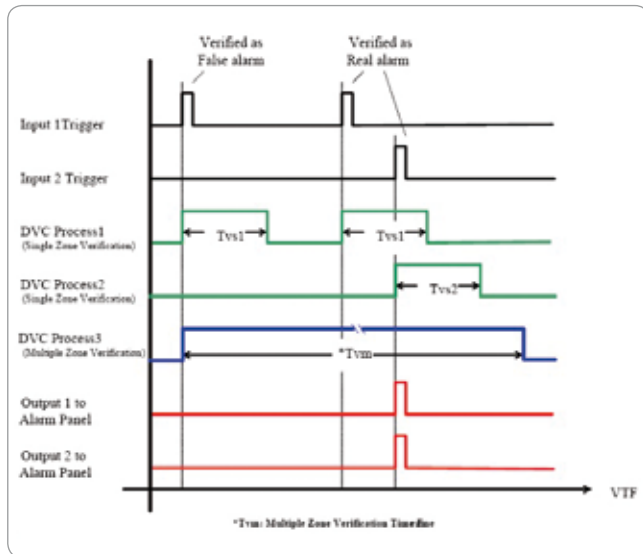 Verified as
False alarm
Verified as
Real alarm
Input 1Trigger
Input 2 Trigger
DVC Process1
(Single Zone Verification)
Tvs1
Tvs1
DVC Process2
(Single Zone Verification)
Tvs2
DVC Process3
(Multiple Zone Verification)
*Tvm
Output 1 to
Alarm Panel
Output 2 to
Alarm Panel
VTF
*Tvm: Multiple Zone Verification Timefine